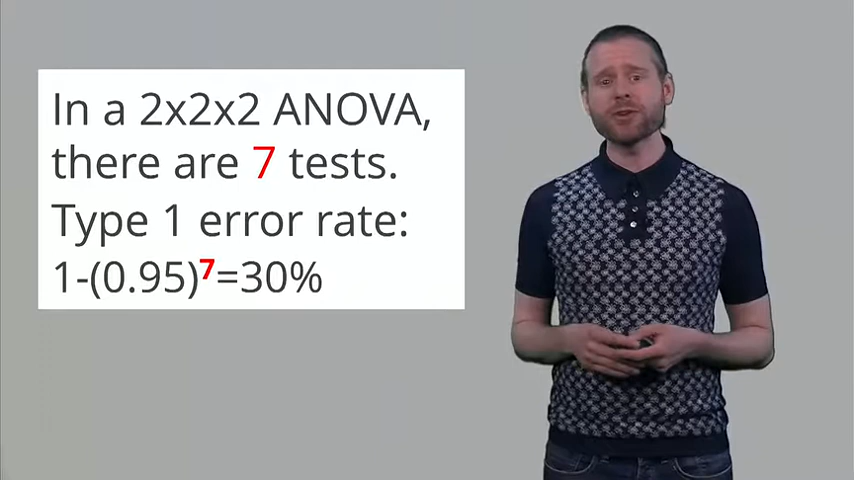 In a 2x2x2 ANOVA,
there are 7 tests.
Type 1 error rate:
1-(0.95)⁷=30%